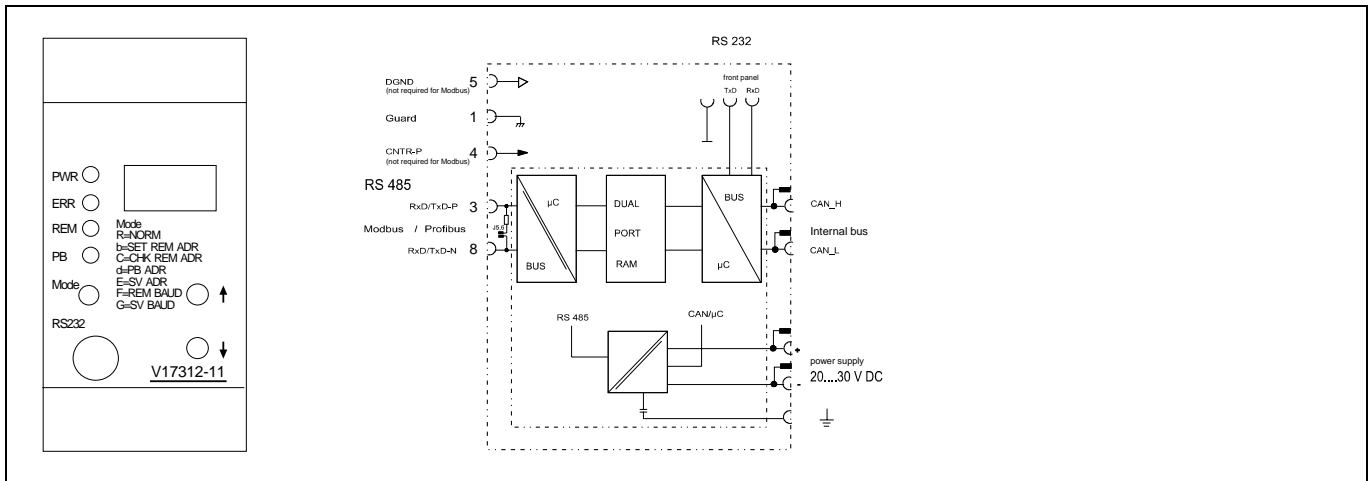 PWR
ERR
REM
PB
Mode
RS232
Mode
R=NORM
b=SET REM ADR
C=CHK REM ADR
d=PB ADR
E=SV ADR
F=REM BAUD
G=SV BAUD
V17312-11
RS 232
front panel
TxD RxD
DGND 5
(not required for Modbus)
Guard 1
CNTR-P 4
(not required for Modbus)
RS 485
RxD/TxD-P 3
J5,6
Modbus / Profibus
RxD/TxD-N 8
µC
BUS
DUAL
PORT
RAM
BUS
µC
CAN_H
Internal bus
CAN_L
RS 485
CAN/µC
+
power supply
20....30 V DC
-